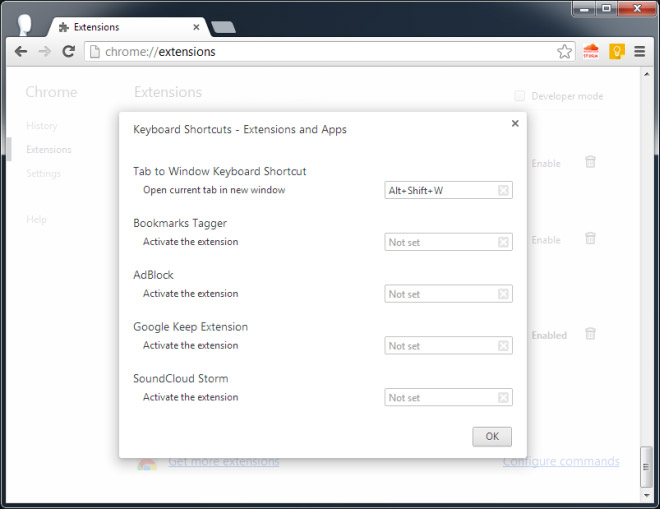 Extensions
chrome://extensions
Chrome
Extensions
Developer mode
History
Extensions
Settings
Help
Enable
Enable
Enabled
Keyboard Shortcuts - Extensions and Apps
Tab to Window Keyboard Shortcut
Open current tab in new window
Alt+Shift+W
Bookmarks Tagger
Activate the extension
Not set
AdBlock
Activate the extension
Not set
Google Keep Extension
Activate the extension
Not set
SoundCloud Storm
Activate the extension
Not set
OK
Get more extensions
Configure commands